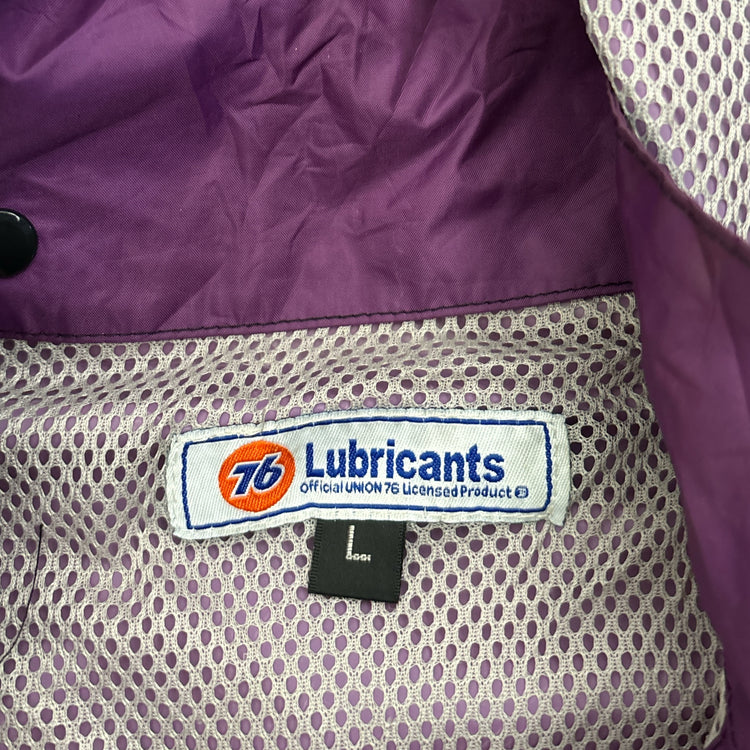 76 Lubricants
Official UNION 76 Licensed Product
L